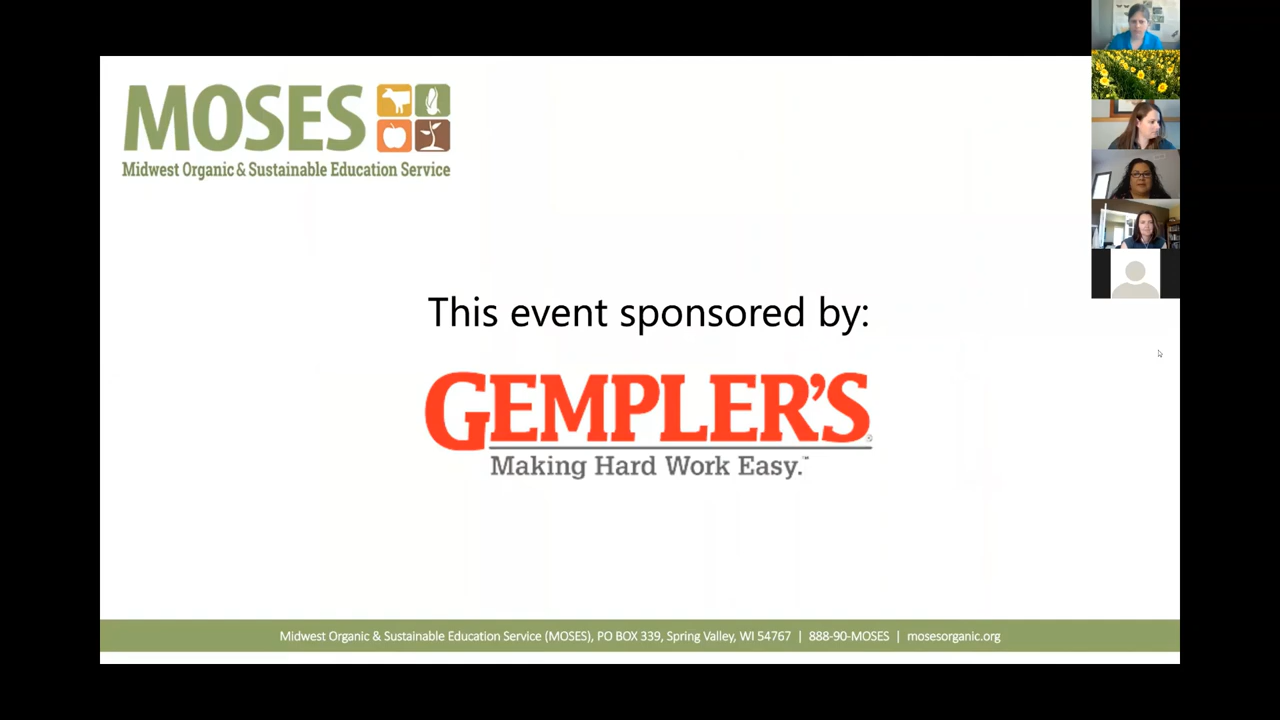 MOSES
Midwest Organic & Sustainable Education Service
This event sponsored by:
GEMPLER'S®
Making Hard Work Easy.™
Midwest Organic & Sustainable Education Service (MOSES), PO BOX 339, Spring Valley, WI 54767 | 888-90-MOSES | mosesorganic.org